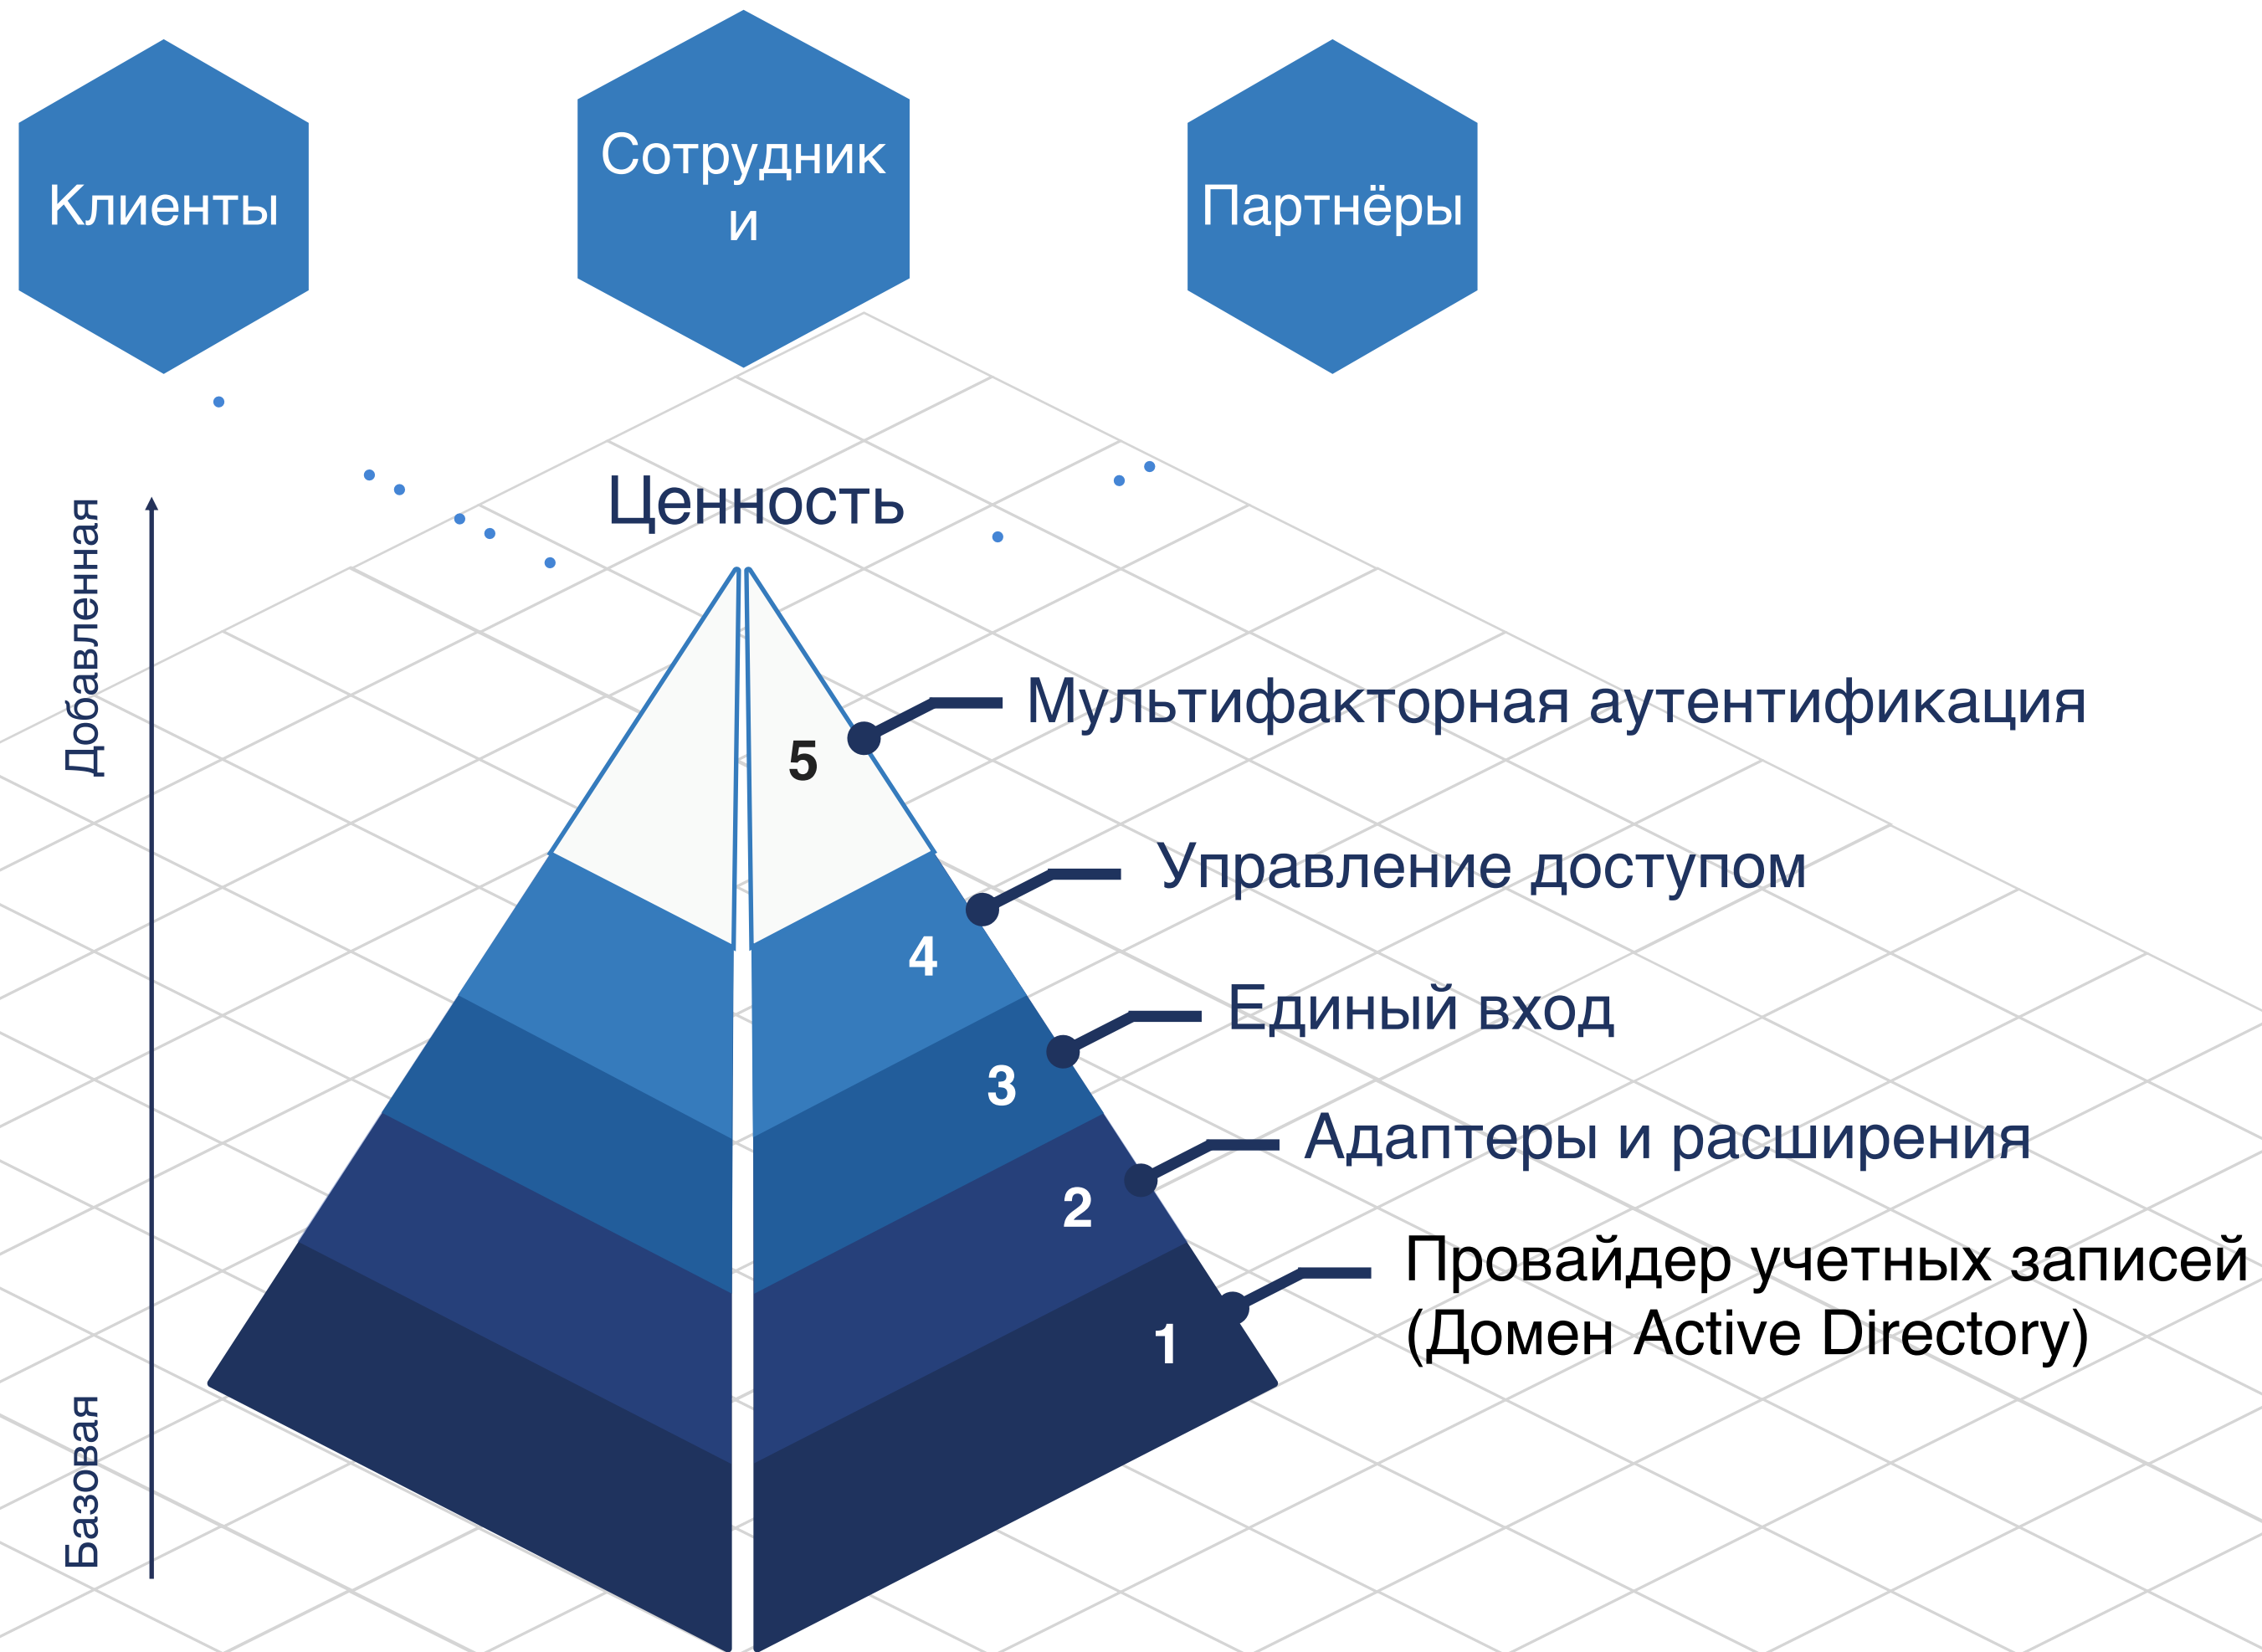 Клиенты
Сотрудник
и
Партнёры
Ценность
Добавленная
Базовая
5
Мультифакторная аутентификация
4
Управление доступом
3
Единый вход
2
Адаптеры и расширеня
1
Провайдер учетных записей
(Домен Active Directory)